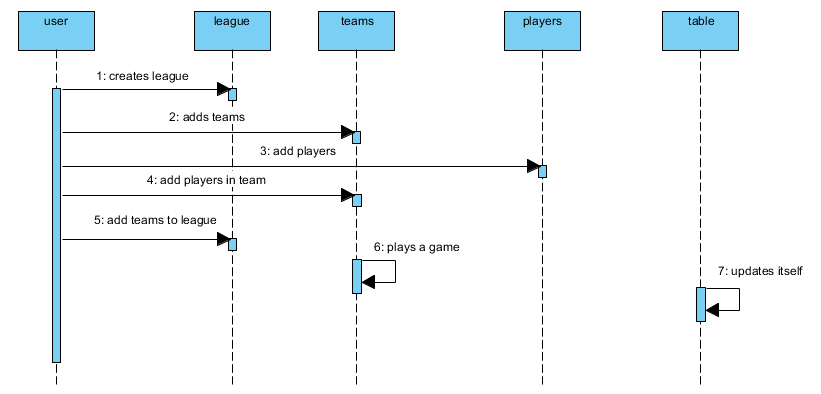 user
league
teams
players
table
1: creates league
2: adds teams
3: add players
4: add players in team
5: add teams to league
6: plays a game
7: updates itself